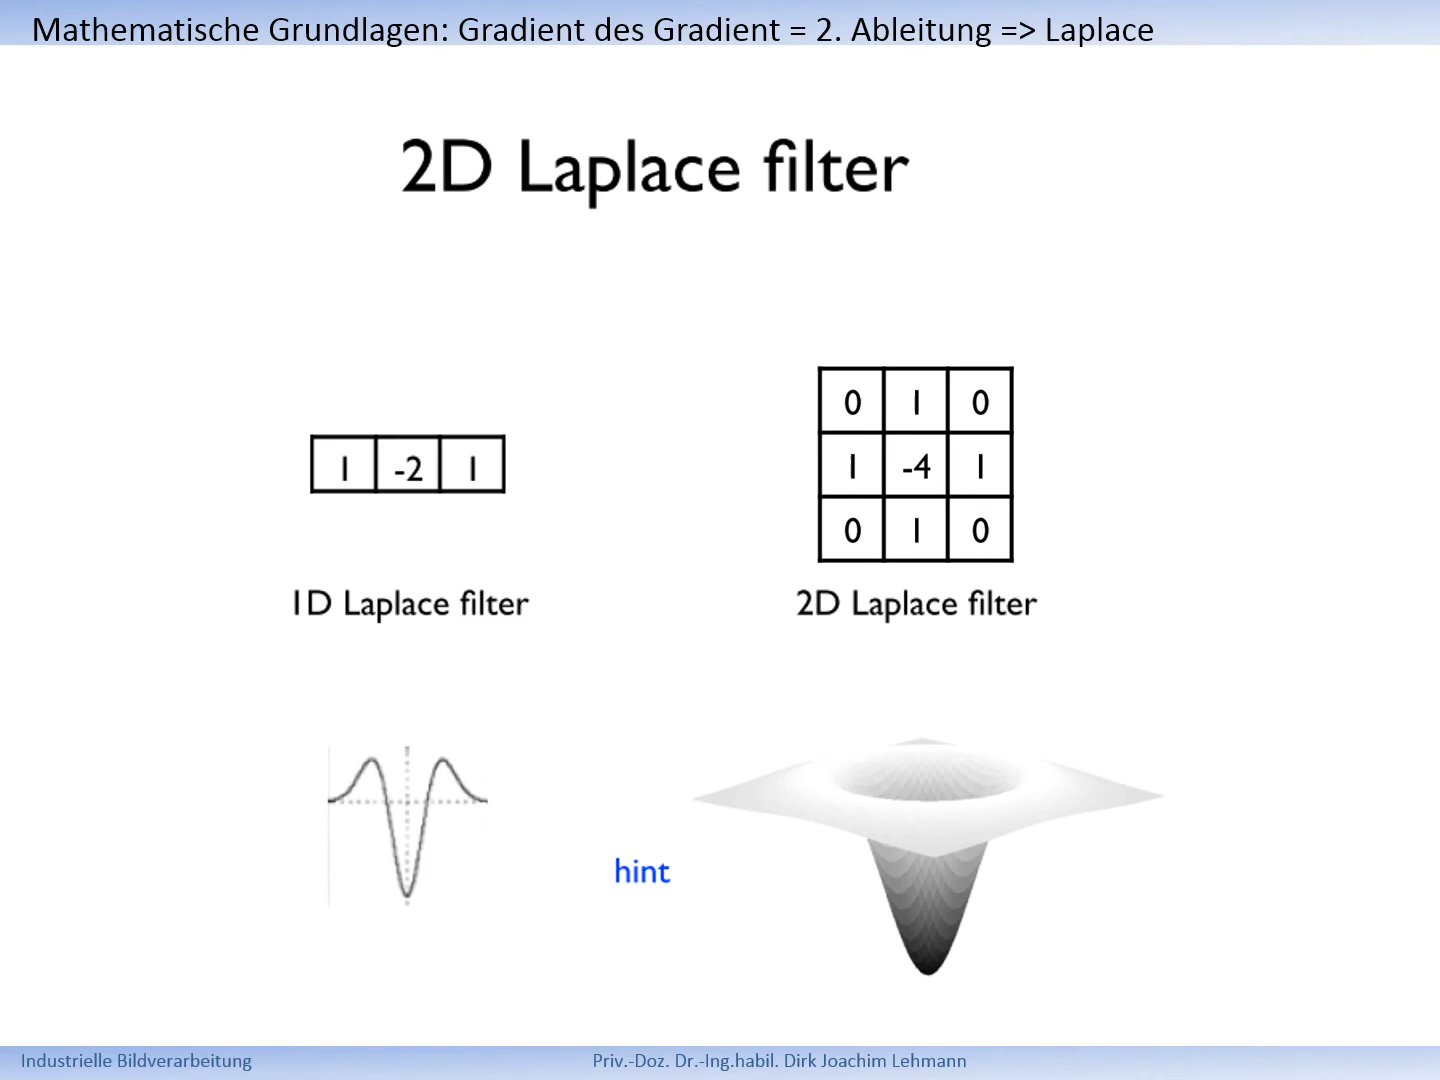 Mathematische Grundlagen: Gradient des Gradient = 2. Ableitung => Laplace
2D Laplace filter
1 -2 1
0 1 0
1 -4 1
0 1 0
1D Laplace filter
2D Laplace filter
hint
Industrielle Bildverarbeitung
Priv.-Doz. Dr.-Ing.habil. Dirk Joachim Lehmann